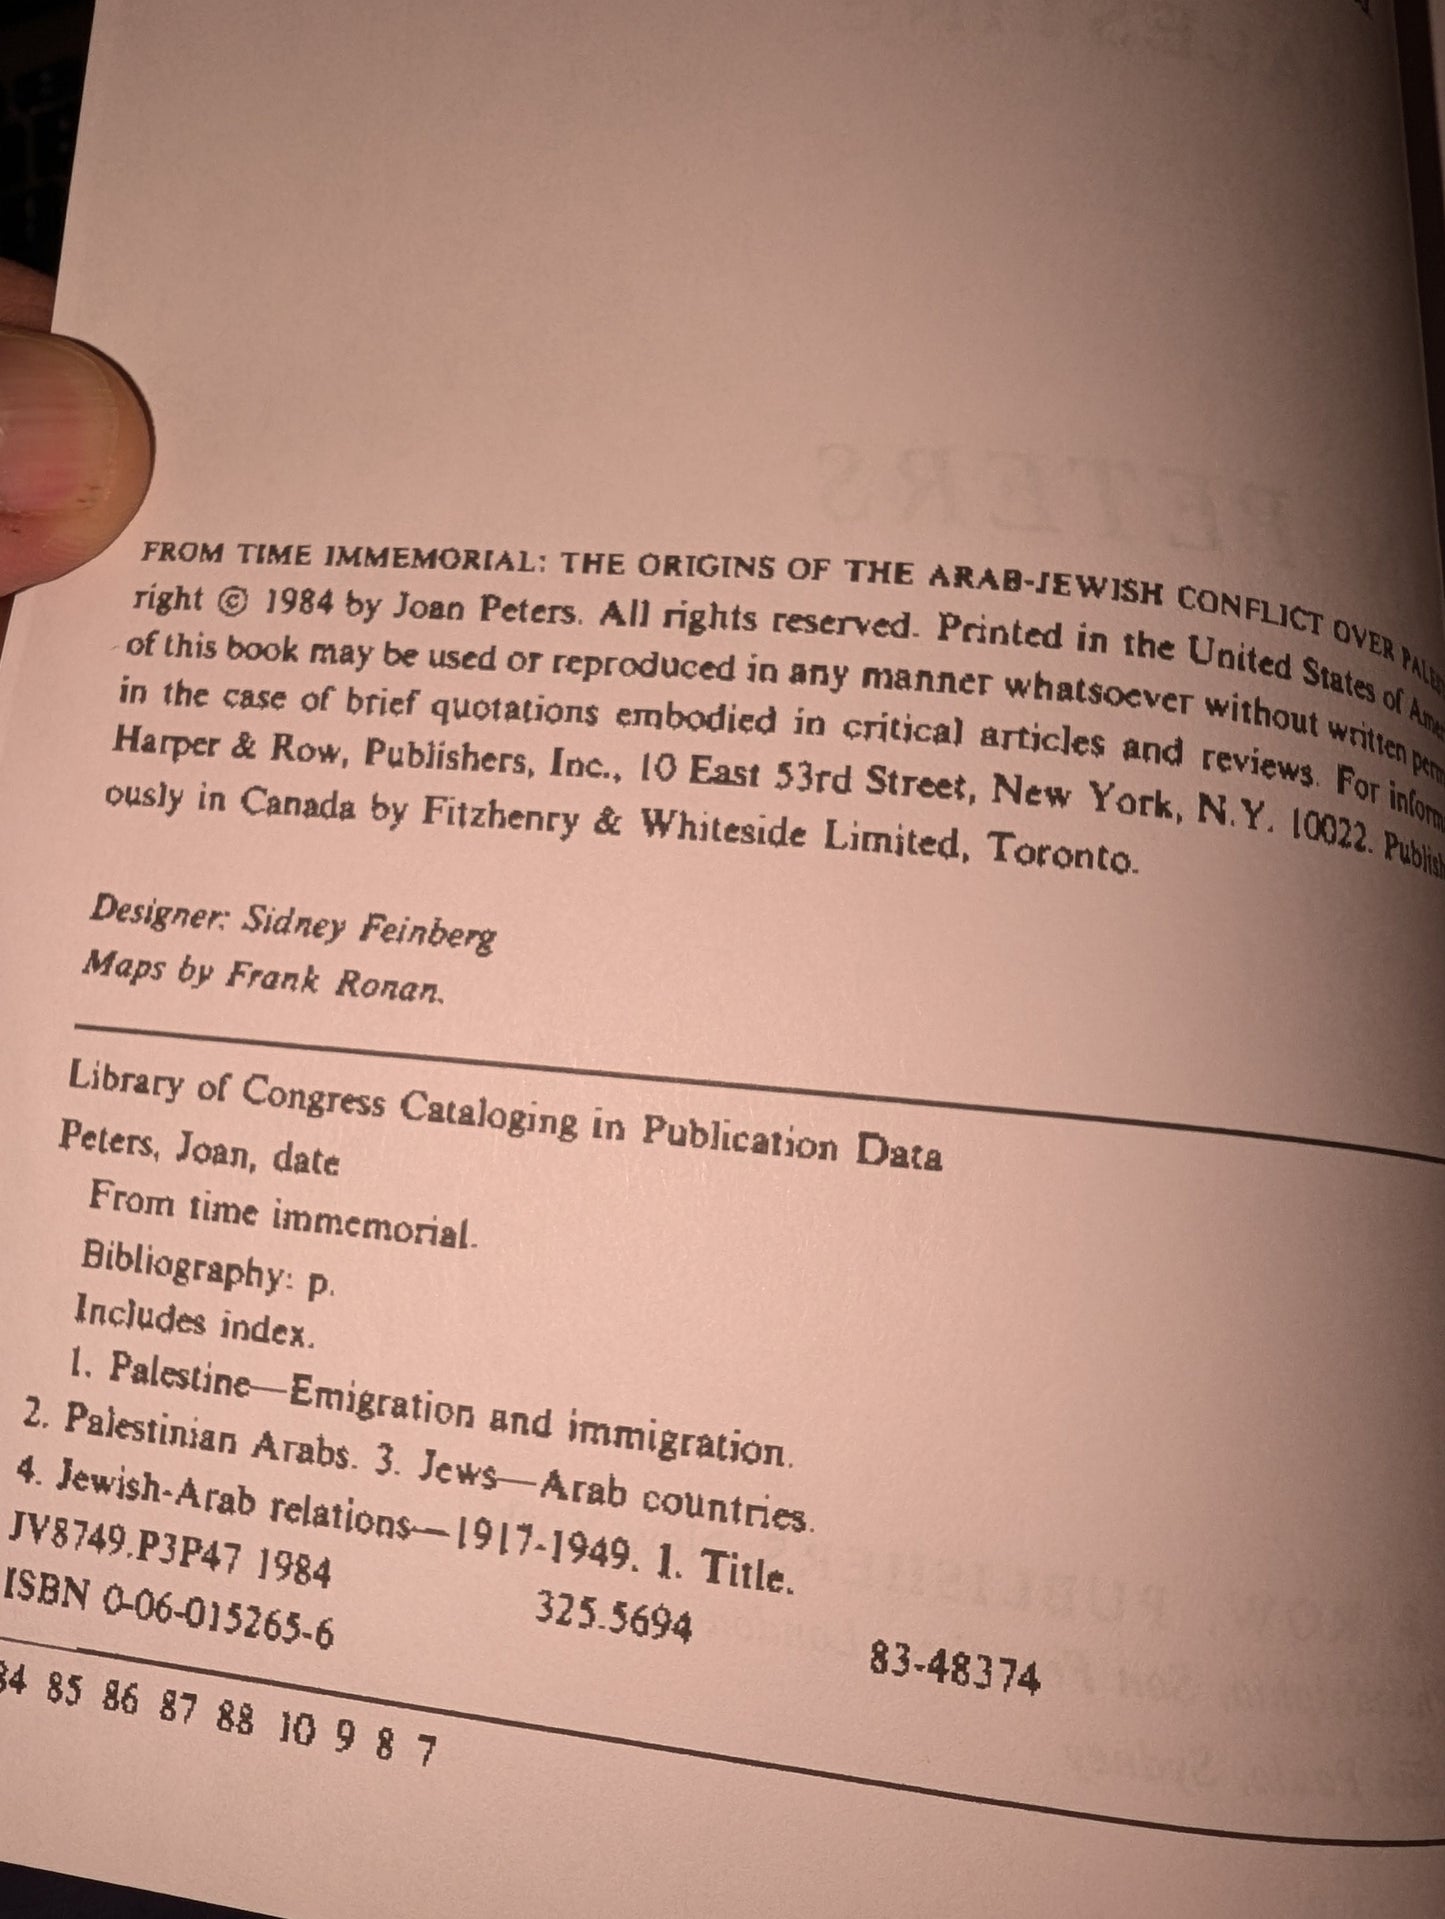 FROM TIME IMMEMORIAL: THE ORIGINS OF THE ARAB-JEWISH CONFLICT OVER
right © 1984 by Joan Peters. All rights reserved. Printed in the United States of
of this book may be used or reproduced in any manner whatsoever without written
in the case of brief quotations embodied in critical articles and reviews. For
Harper & Row, Publishers, Inc., 10 East 53rd Street, New York, N.Y. 10022.
ously in Canada by Fitzhenry & Whiteside Limited, Toronto.
Designer: Sidney Feinberg
Maps by Frank Ronan.
Library of Congress Cataloging in Publication Data
Peters, Joan, date
From time immemorial.
Bibliography: p.
Includes index.
1. Palestine—Emigration and immigration.
2. Palestinian Arabs. 3. Jews—Arab countries.
4. Jewish-Arab relations—1917-1949. 1. Title.
JV8749.P3P47 1984 325.5694 83-48374
ISBN 0-06-015265-6
84 85 86 87 88 10 9 8 7